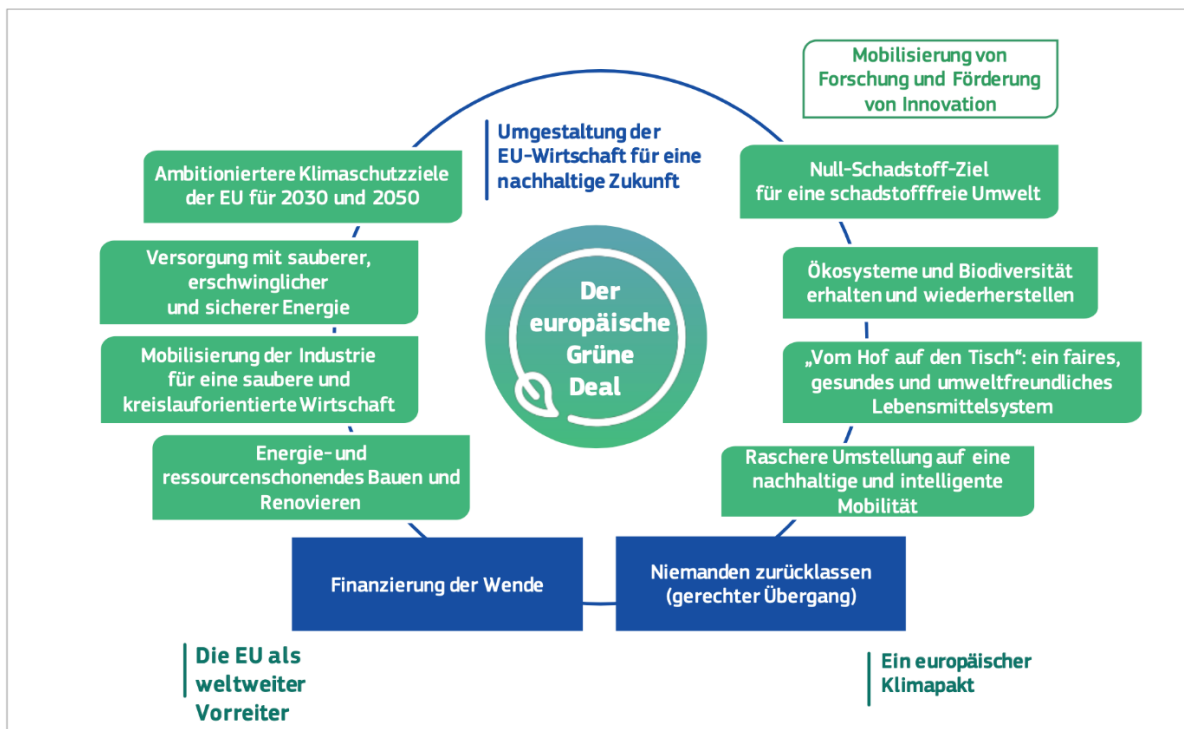 Mobilisierung von
Forschung und Förderung
von Innovation
Umgestaltung der
EU-Wirtschaft für eine
nachhaltige Zukunft
Ambitioniertere Klimaschutzziele
der EU für 2030 und 2050
Null-Schadstoff-Ziel
für eine schadstofffreie Umwelt
Versorgung mit sauberer,
erschwinglicher
und sicherer Energie
Ökosysteme und Biodiversität
erhalten und wiederherstellen
Der
europäische
Grüne
Deal
Mobilisierung der Industrie
für eine saubere und
kreislauforientierte Wirtschaft
„Vom Hof auf den Tisch“: ein faires,
gesundes und umweltfreundliches
Lebensmittelsystem
Energie- und
ressourcenschonendes Bauen und
Renovieren
Raschere Umstellung auf eine
nachhaltige und intelligente
Mobilität
Finanzierung der Wende
Niemanden zurücklassen
(gerechter Übergang)
Die EU als
weltweiter
Vorreiter
Ein europäischer
Klimapakt